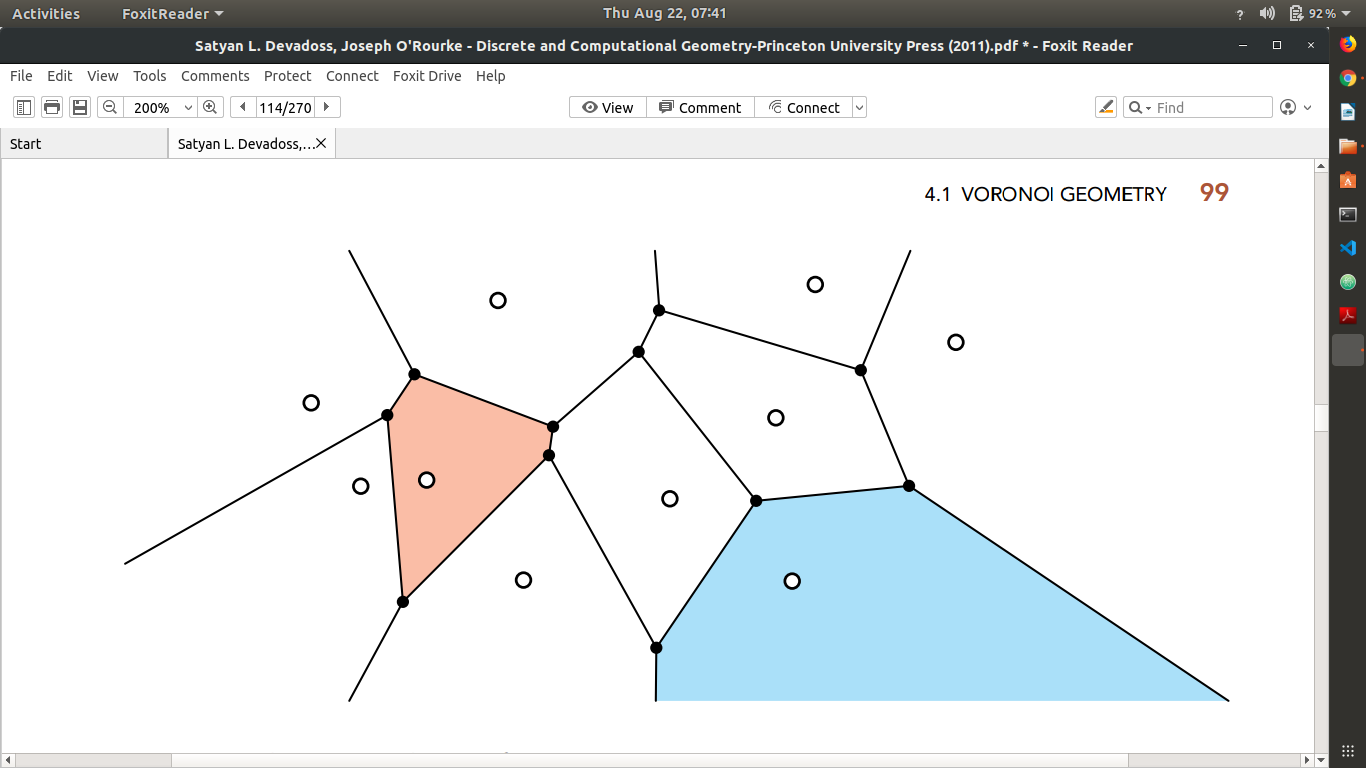 Activities FoxitReader Thu Aug 22, 07:41 ? 92%
Satyan L. Devadoss, Joseph O'Rourke - Discrete and Computational Geometry-Princeton University Press (2011).pdf * - Foxit Reader
File Edit View Tools Comments Protect Connect Foxit Drive Help
200% 114/270 View Comment Connect Find
Start Satyan L. Devadoss,...
4.1 VORONOI GEOMETRY 99